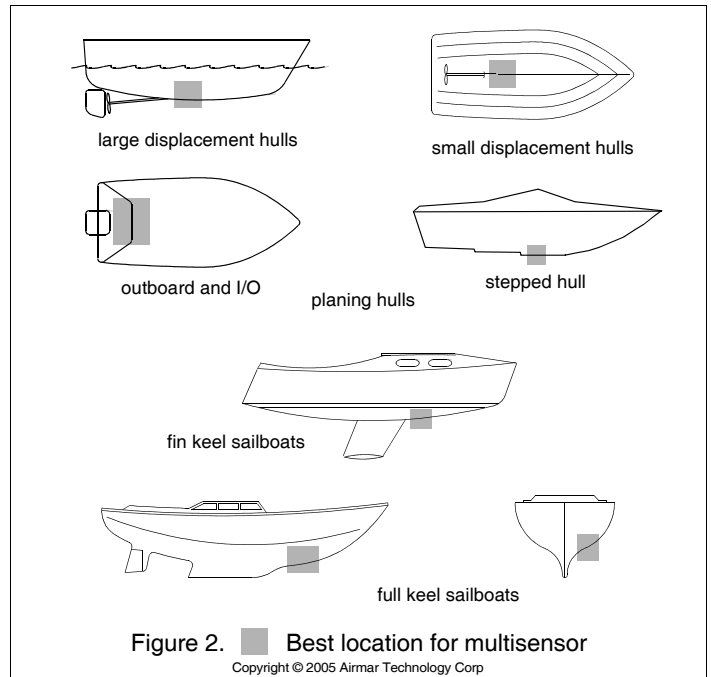 large displacement hulls
small displacement hulls
outboard and I/O
stepped hull
planing hulls
fin keel sailboats
full keel sailboats
Figure 2. Best location for multisensor
Copyright © 2005 Airmar Technology Corp